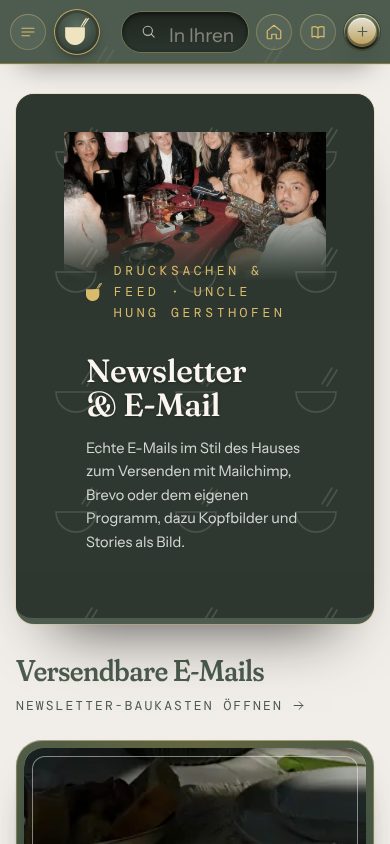 In Ihren
DRUCKSACHEN &
FEED · UNCLE
HUNG GERSTHOFEN
Newsletter
& E-Mail
Echte E-Mails im Stil des Hauses
zum Versenden mit Mailchimp,
Brevo oder dem eigenen
Programm, dazu Kopfbilder und
Stories als Bild.
Versendbare E-Mails
NEWSLETTER-BAUKASTEN ÖFFNEN →